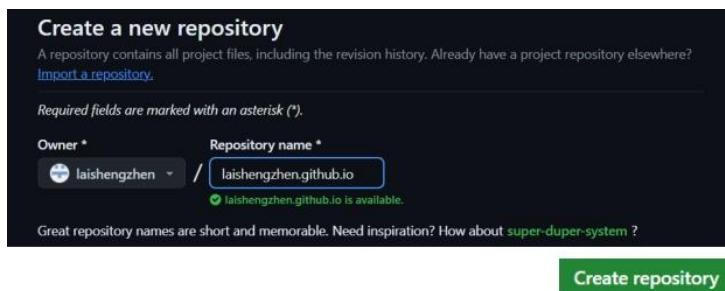 Create a new repository
A repository contains all project files, including the revision history. Already have a project repository elsewhere?
Import a repository.
Required fields are marked with an asterisk (*).
Owner * Repository name *
laishengzhen / laishengzhen.github.io
laishengzhen.github.io is available.
Great repository names are short and memorable. Need inspiration? How about super-duper-system ?
Create repository